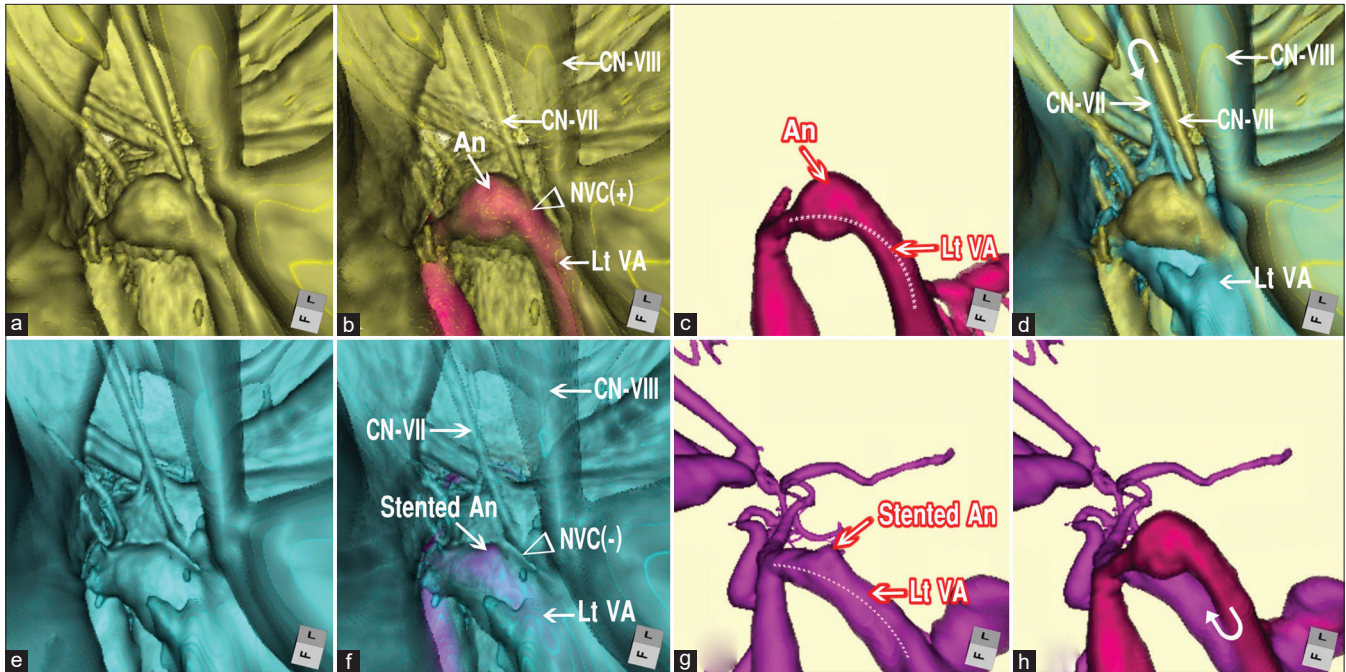 CN-VIII
CN-VII
An
NVC(+)
Lt VA
L
F
a
L
F
b
An
Lt VA
L
F
c
CN-VIII
CN-VII
CN-VII
Lt VA
L
F
d
L
F
e
CN-VIII
CN-VII
Stented An
NVC(-)
Lt VA
L
F
f
Stented An
Lt VA
L
F
g
L
F
h